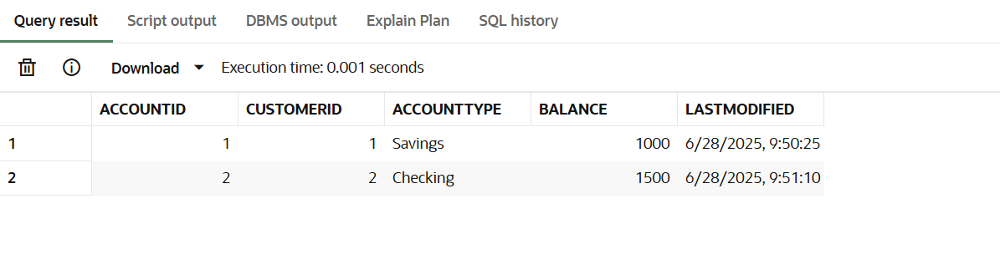 Query result Script output DBMS output Explain Plan SQL history
Download Execution time: 0.001 seconds
ACCOUNTID CUSTOMERID ACCOUNTTYPE BALANCE LASTMODIFIED
1 1 1 Savings 1000 6/28/2025, 9:50:25
2 2 2 Checking 1500 6/28/2025, 9:51:10